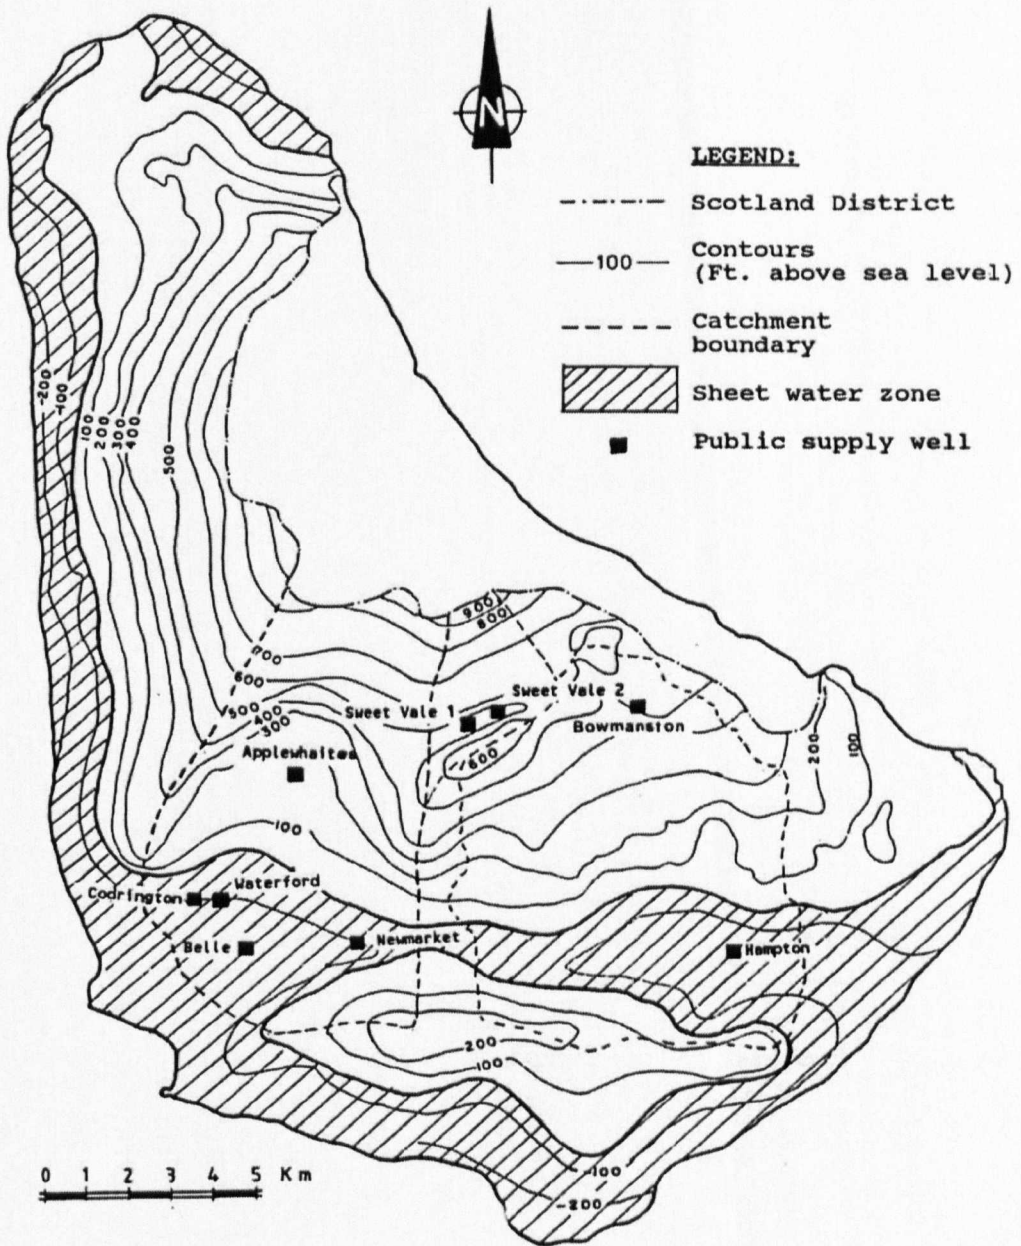 N
LEGEND:
Scotland District
100
Contours
(Ft. above sea level)
Catchment
boundary
Sheet water zone
Public supply well
-200
-100
100
200
300
400
500
900
800
700
600
500
400
300
Sweet Vale 1
Sweet Vale 2
Bowmansion
Applewhaites
800
200
100
100
Codrington
Waterford
Belle
Newmarket
Hampton
200
100
-100
-200
0 1 2 3 4 5 Km